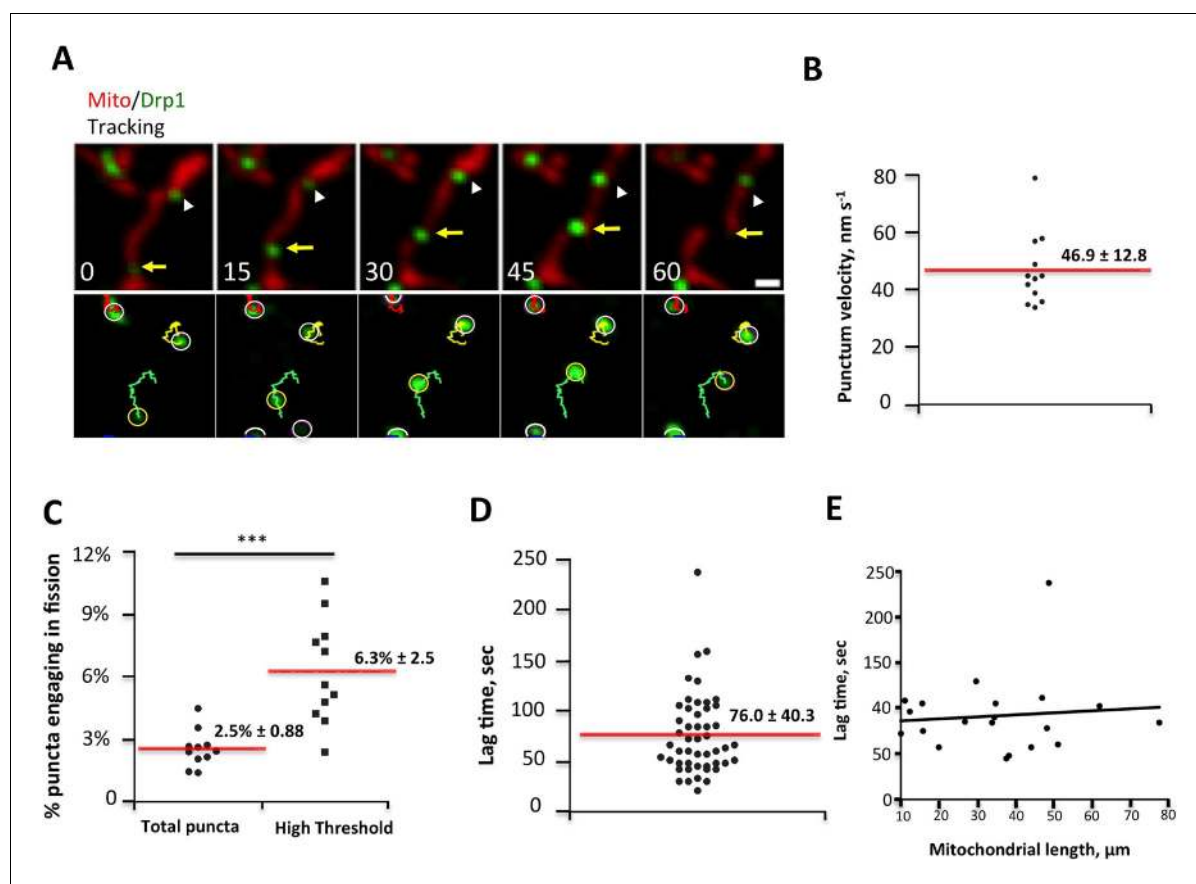 A
Mito/Drp1
Tracking
0
15
30
45
60
B
Punctum velocity, nm s-1
80
60
40
20
0
46.9 ± 12.8
C
% puncta engaging in fission
12%
9%
6%
3%
0
***
2.5% ± 0.88
6.3% ± 2.5
Total puncta
High Threshold
D
Lag time, sec
250
200
150
100
50
0
76.0 ± 40.3
E
Lag time, sec
250
200
150
40
50
0
10
20
30
40
50
60
70
80
Mitochondrial length, μm